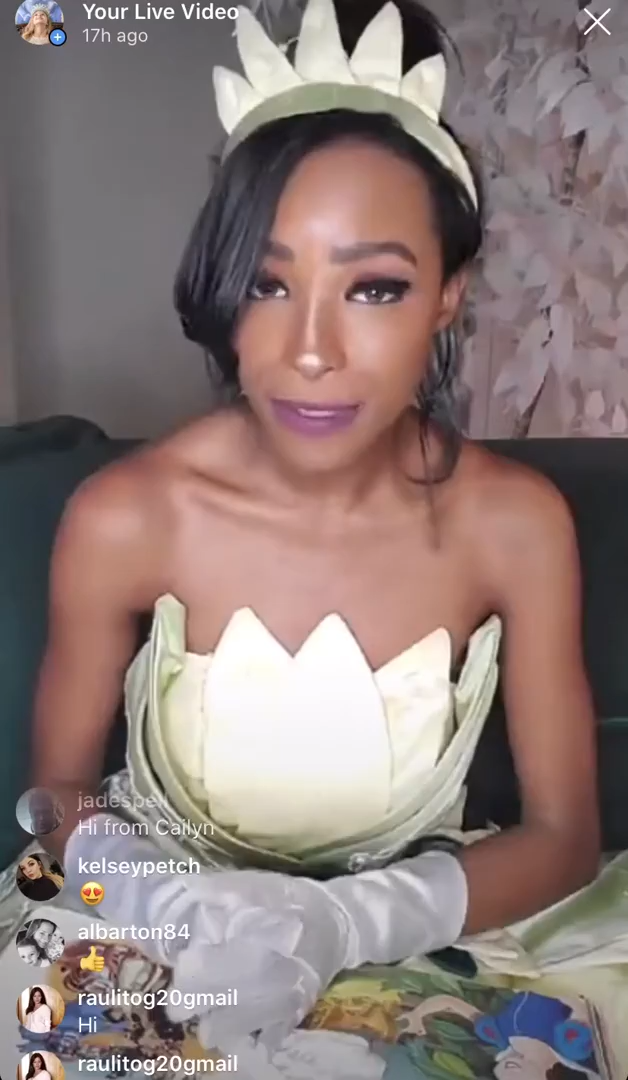 Your Live Video
17h ago
jadespell
Hi from Cailyn
kelseypetch
😍
albarton84
👍
raulitog20gmail
Hi
raulitog20gmail